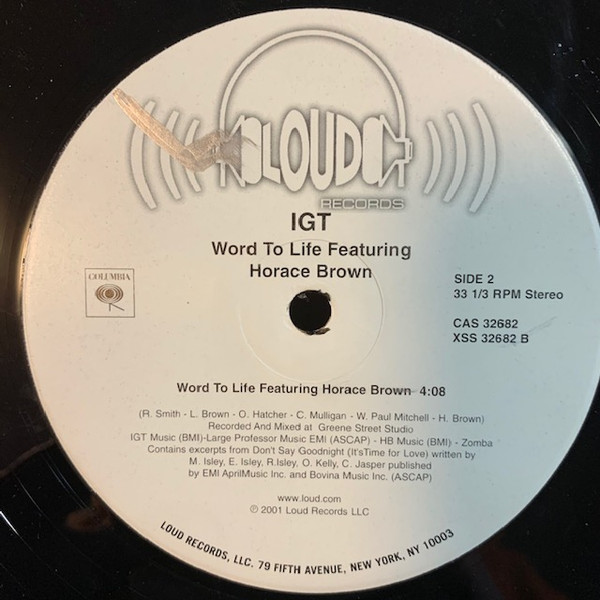 LOUD
RECORDS
IGT
Word To Life Featuring
Horace Brown
COLUMBIA
SIDE 2
33 1/3 RPM Stereo
CAS 32682
XSS 32682 B
Word To Life Featuring Horace Brown 4:08
(R. Smith - L. Brown - O. Hatcher - C. Mulligan - W. Paul Mitchell - H. Brown)
Recorded And Mixed at Greene Street Studio
IGT Music (BMI)-Large Professor Music EMI (ASCAP) - HB Music (BMI) - Zomba
Contains excerpts from Don't Say Goodnight (It'sTime for Love) written by
M. Isley, E. Isley, R.Isley, O. Kelly, C. Jasper published
by EMI AprilMusic Inc. and Bovina Music Inc. (ASCAP)
www.loud.com
℗ 2001 Loud Records LLC
LOUD RECORDS, LLC. 79 FIFTH AVENUE, NEW YORK, NY 10003